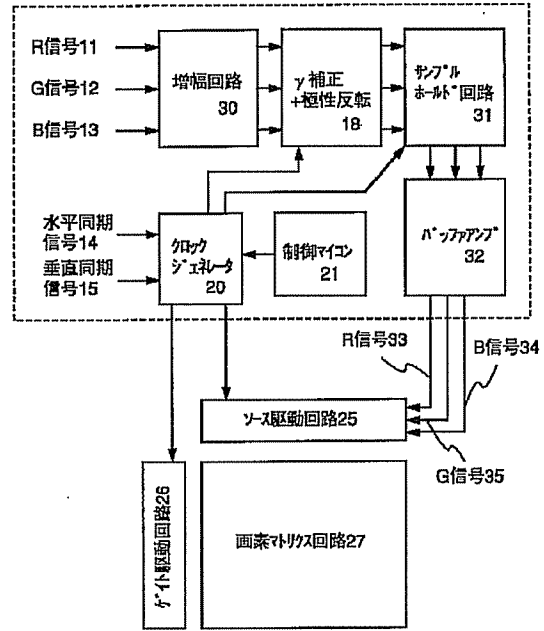 R信号11
G信号12
B信号13
増幅回路
30
γ補正
+極性反転
18
サンプル
ホールド回路
31
水平同期
信号14
垂直同期
信号15
クロック
ジェネレータ
20
制御マイコン
21
バッファアンプ
32
R信号33
B信号34
ソース駆動回路25
G信号35
ゲイト駆動回路26
画素マトリクス回路27